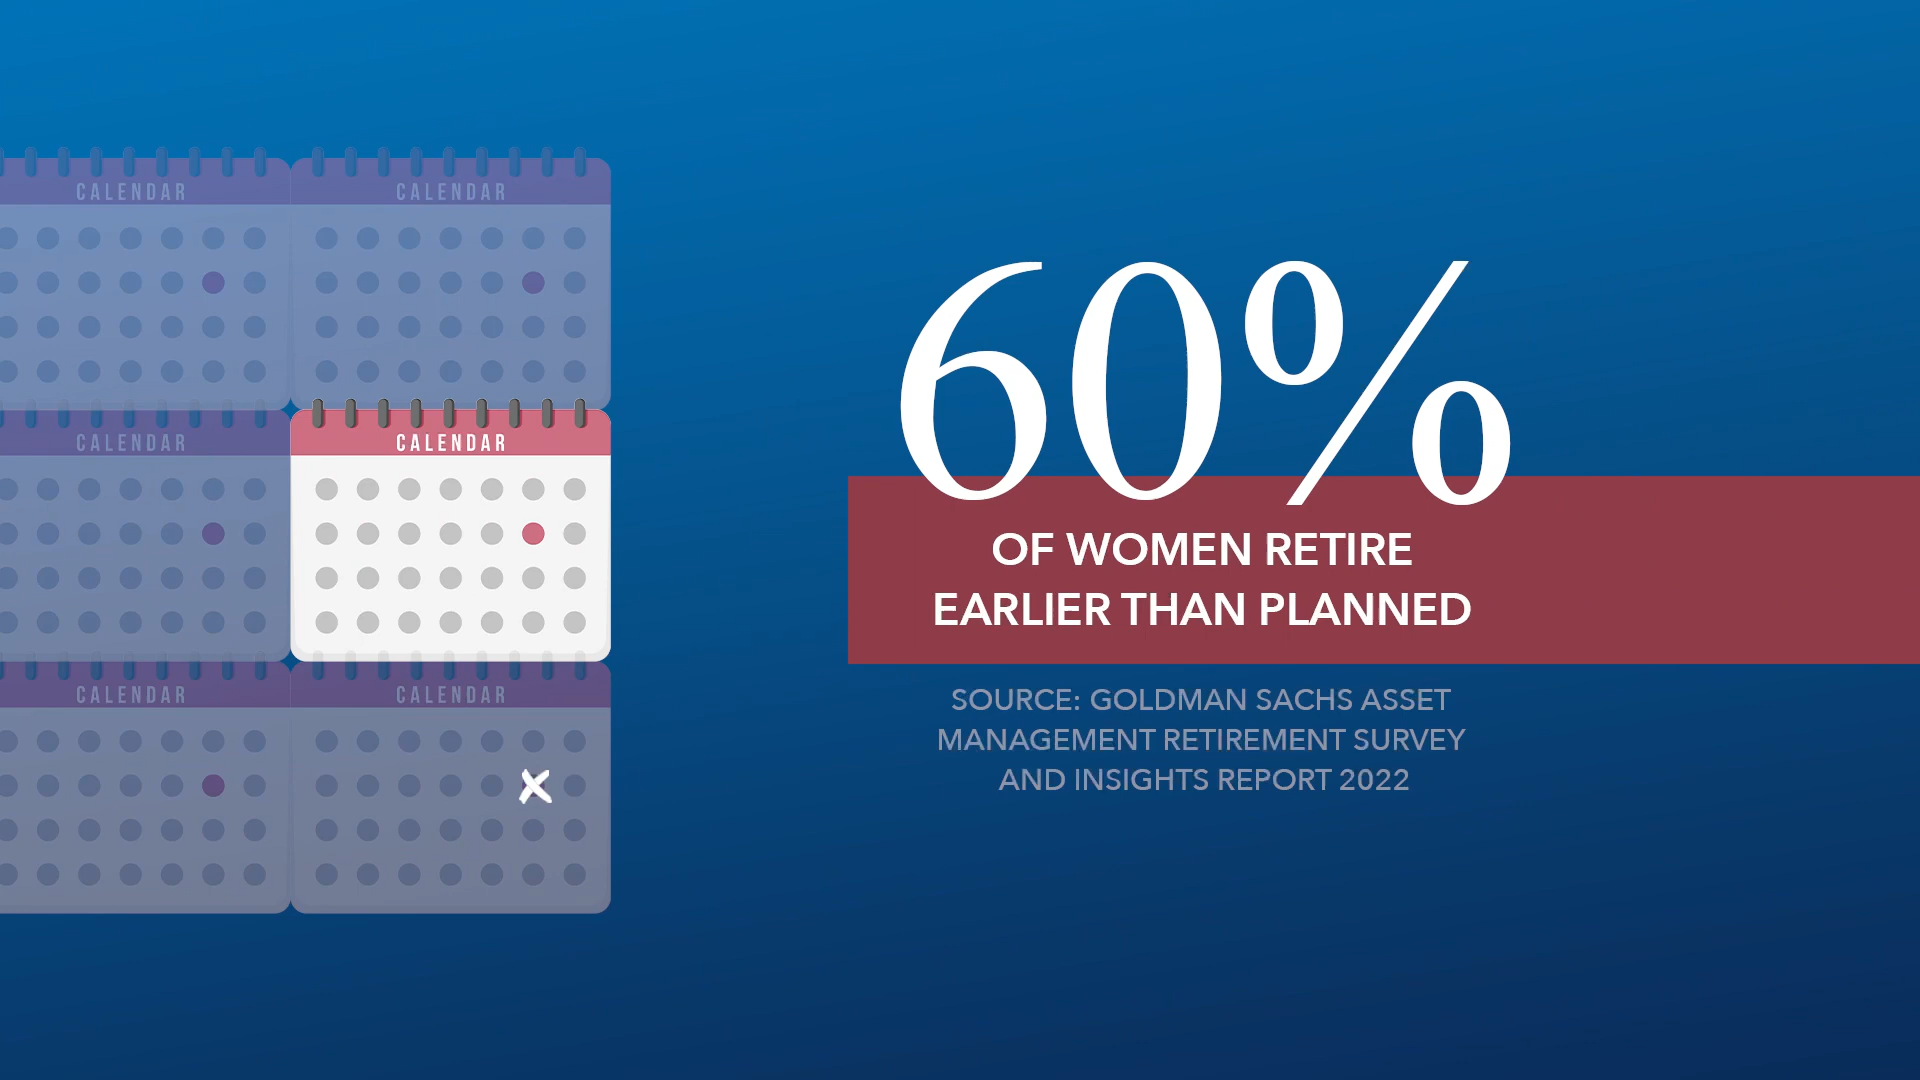 CALENDAR
CALENDAR
CALENDAR
CALENDAR
CALENDAR
CALENDAR
60%
OF WOMEN RETIRE
EARLIER THAN PLANNED
SOURCE: GOLDMAN SACHS ASSET
MANAGEMENT RETIREMENT SURVEY
AND INSIGHTS REPORT 2022